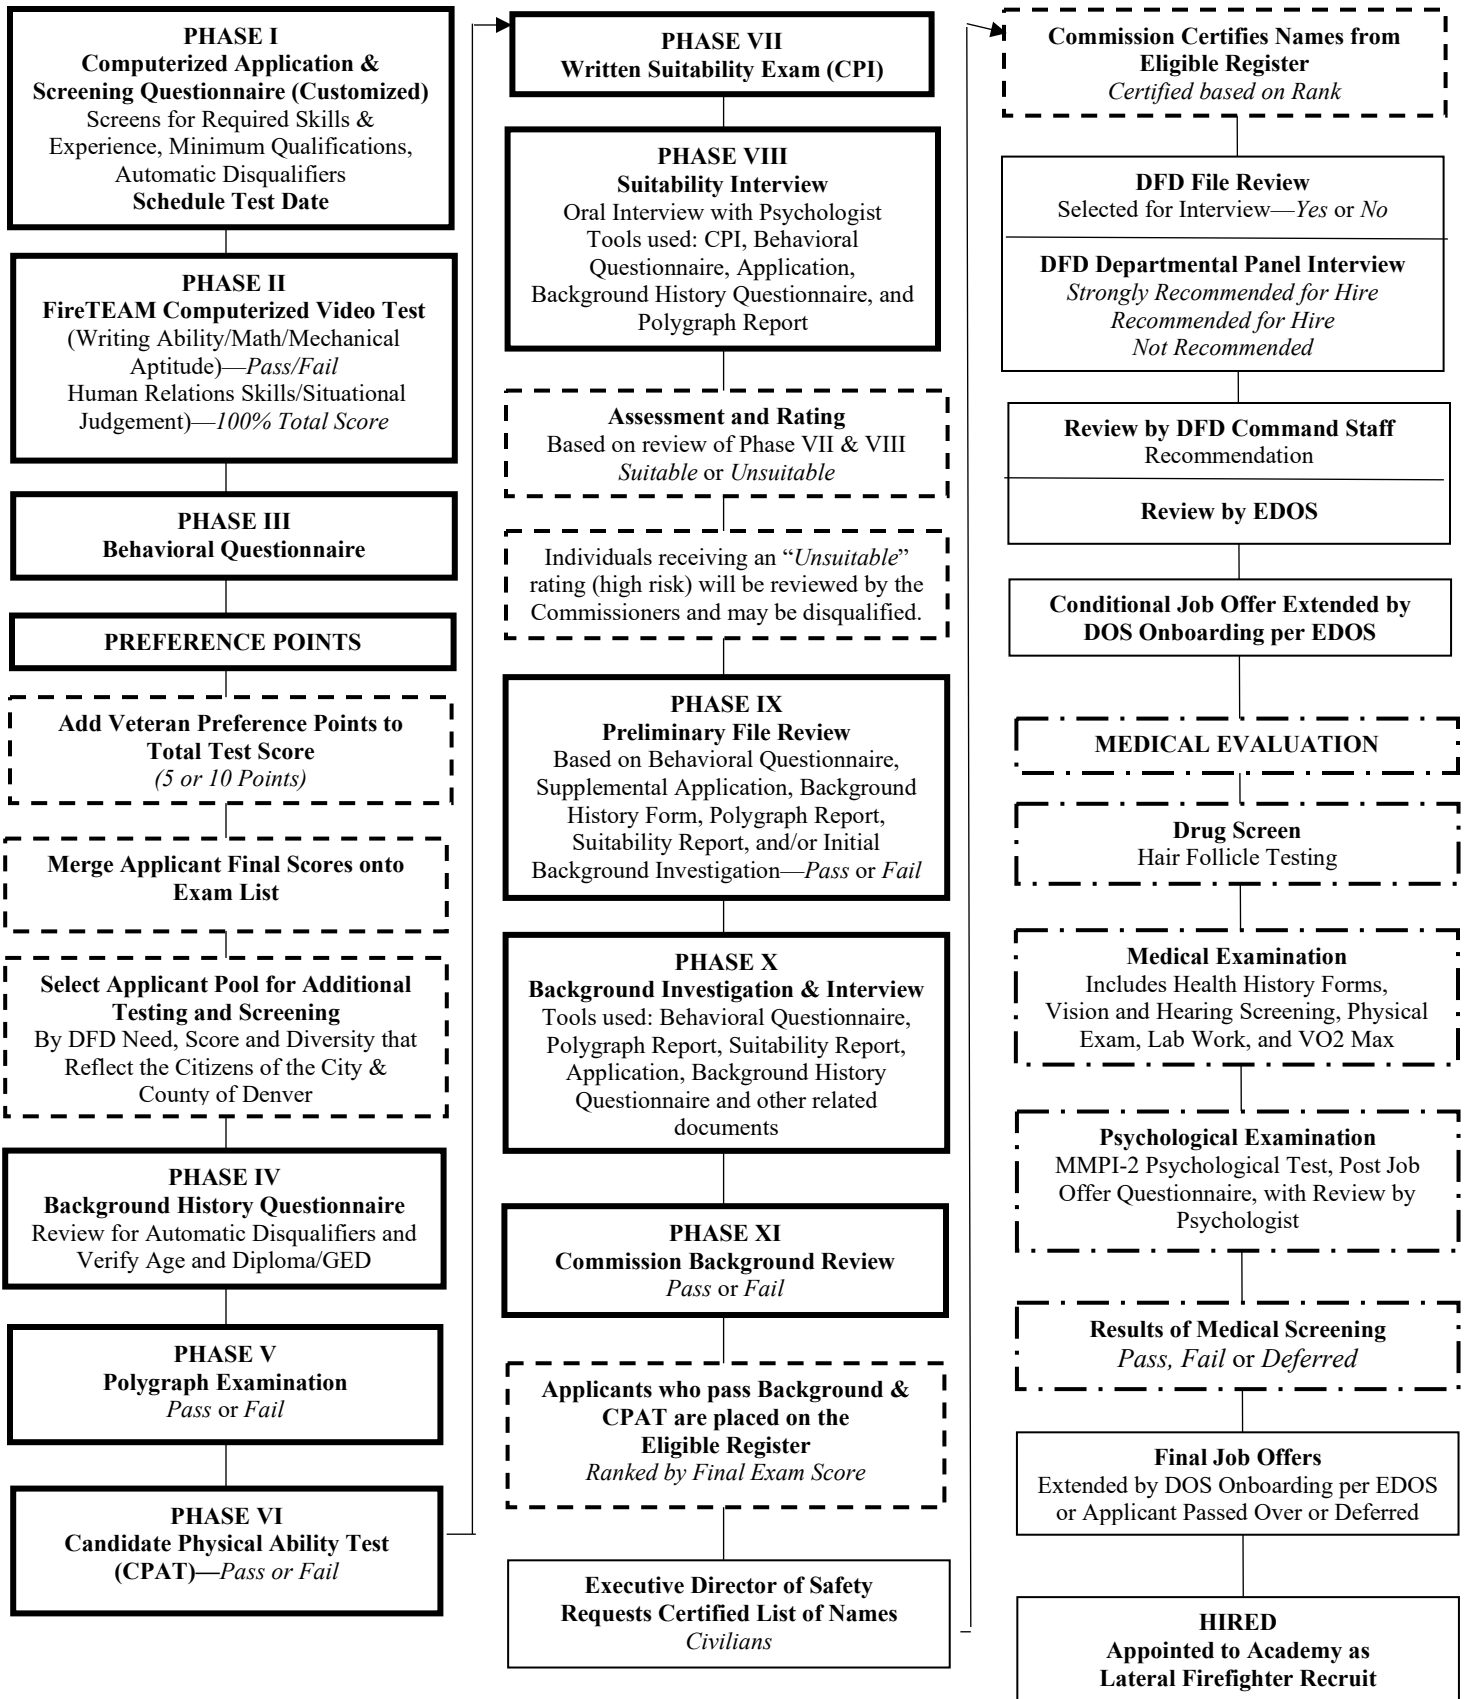 PHASE I
Computerized Application &
Screening Questionnaire (Customized)
Screens for Required Skills &
Experience, Minimum Qualifications,
Automatic Disqualifiers
Schedule Test Date
PHASE II
FireTEAM Computerized Video Test
(Writing Ability/Math/Mechanical
Aptitude)—Pass/Fail
Human Relations Skills/Situational
Judgement)—100% Total Score
PHASE III
Behavioral Questionnaire
PREFERENCE POINTS
Add Veteran Preference Points to
Total Test Score
(5 or 10 Points)
Merge Applicant Final Scores onto
Exam List
Select Applicant Pool for Additional
Testing and Screening
By DFD Need, Score and Diversity that
Reflect the Citizens of the City &
County of Denver
PHASE IV
Background History Questionnaire
Review for Automatic Disqualifiers and
Verify Age and Diploma/GED
PHASE V
Polygraph Examination
Pass or Fail
PHASE VI
Candidate Physical Ability Test
(CPAT)—Pass or Fail
PHASE VII
Written Suitability Exam (CPI)
PHASE VIII
Suitability Interview
Oral Interview with Psychologist
Tools used: CPI, Behavioral
Questionnaire, Application,
Background History Questionnaire, and
Polygraph Report
Assessment and Rating
Based on review of Phase VII & VIII
Suitable or Unsuitable
Individuals receiving an “Unsuitable”
rating (high risk) will be reviewed by the
Commissioners and may be disqualified.
PHASE IX
Preliminary File Review
Based on Behavioral Questionnaire,
Supplemental Application, Background
History Form, Polygraph Report,
Suitability Report, and/or Initial
Background Investigation—Pass or Fail
PHASE X
Background Investigation & Interview
Tools used: Behavioral Questionnaire,
Polygraph Report, Suitability Report,
Application, Background History
Questionnaire and other related
documents
PHASE XI
Commission Background Review
Pass or Fail
Applicants who pass Background &
CPAT are placed on the
Eligible Register
Ranked by Final Exam Score
Executive Director of Safety
Requests Certified List of Names
Civilians
Commission Certifies Names from
Eligible Register
Certified based on Rank
DFD File Review
Selected for Interview—Yes or No
DFD Departmental Panel Interview
Strongly Recommended for Hire
Recommended for Hire
Not Recommended
Review by DFD Command Staff
Recommendation
Review by EDOS
Conditional Job Offer Extended by
DOS Onboarding per EDOS
MEDICAL EVALUATION
Drug Screen
Hair Follicle Testing
Medical Examination
Includes Health History Forms,
Vision and Hearing Screening, Physical
Exam, Lab Work, and VO2 Max
Psychological Examination
MMPI-2 Psychological Test, Post Job
Offer Questionnaire, with Review by
Psychologist
Results of Medical Screening
Pass, Fail or Deferred
Final Job Offers
Extended by DOS Onboarding per EDOS
or Applicant Passed Over or Deferred
HIRED
Appointed to Academy as
Lateral Firefighter Recruit